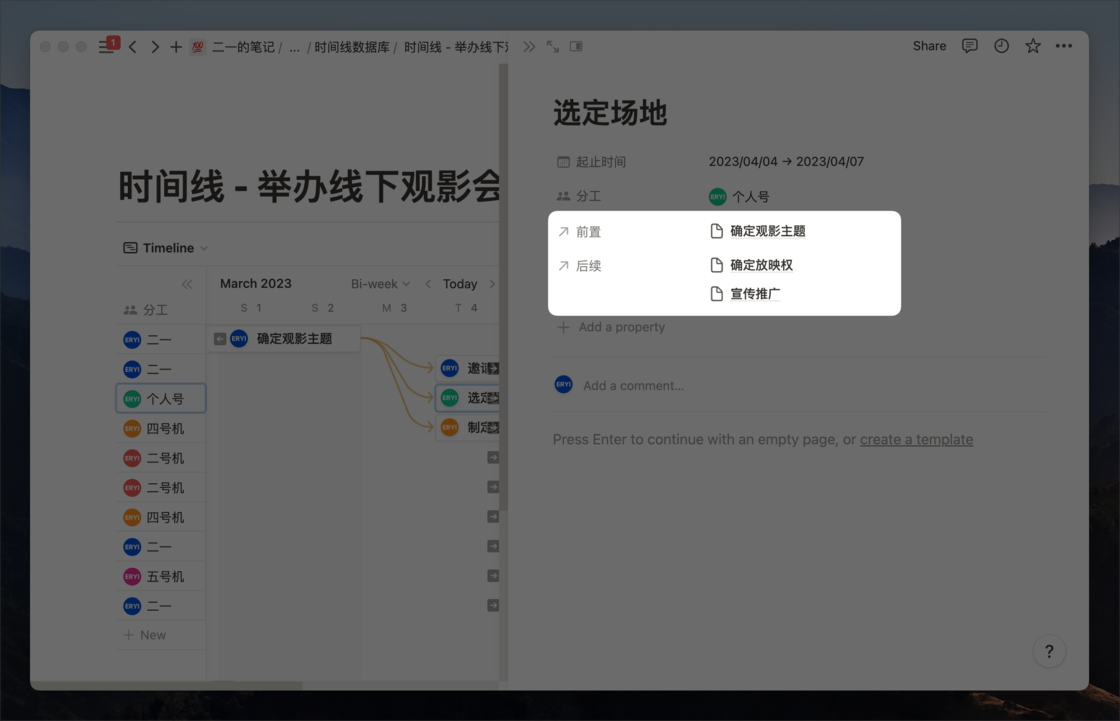 1
二一的笔记 / ... / 时间线数据库 / 时间线 - 举办线下
Share
时间线 - 举办线下观影会
Timeline
March 2023
Bi-week
Today
分工
S 1
S 2
M 3
T 4
ERYI 二一
ERYI 确定观影主题
ERYI 二一
ERYI 邀
ERYI 个人号
ERYI 选定
ERYI 四号机
ERYI 制定
ERYI 二号机
ERYI 二号机
ERYI 四号机
ERYI 二一
ERYI 五号机
ERYI 二一
New
选定场地
起止时间
2023/04/04 → 2023/04/07
分工
ERYI 个人号
前置
确定观影主题
后续
确定放映权
宣传推广
Add a property
ERYI Add a comment...
Press Enter to continue with an empty page, or create a template
?